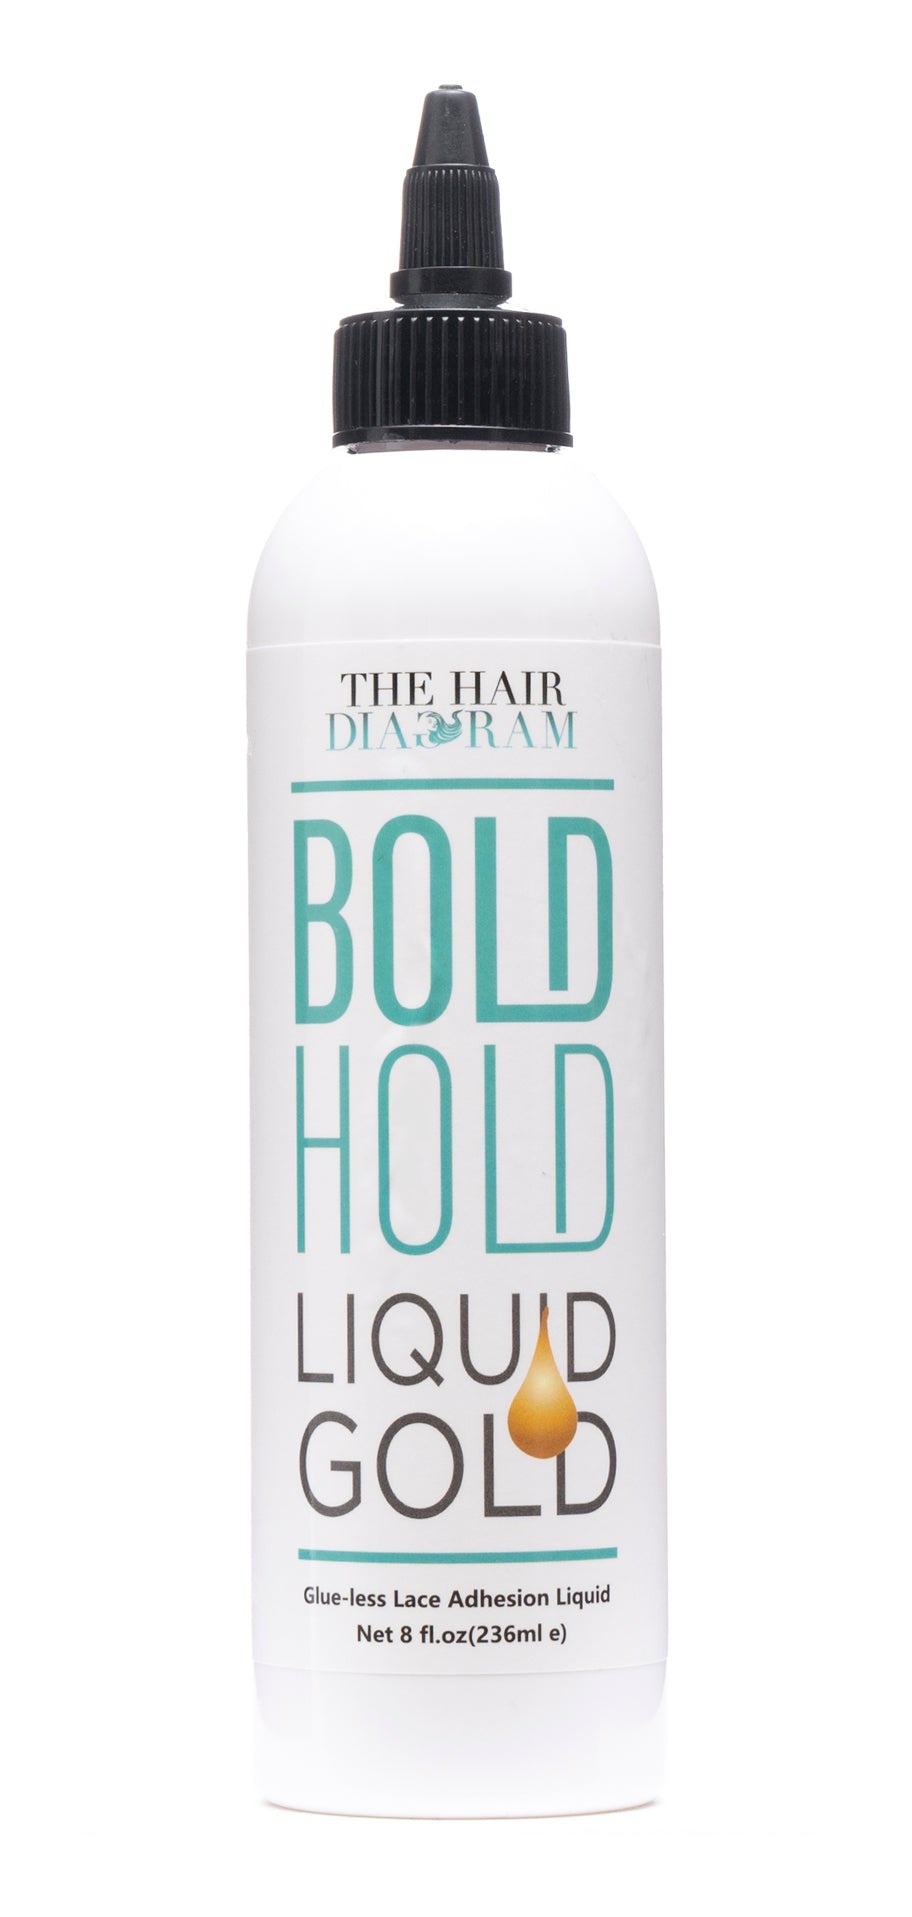 THE HAIR
DIAGRAM
BOLD
HOLD
LIQUID
GOLD
Glue-less Lace Adhesion Liquid
Net 8 fl.oz(236ml e)